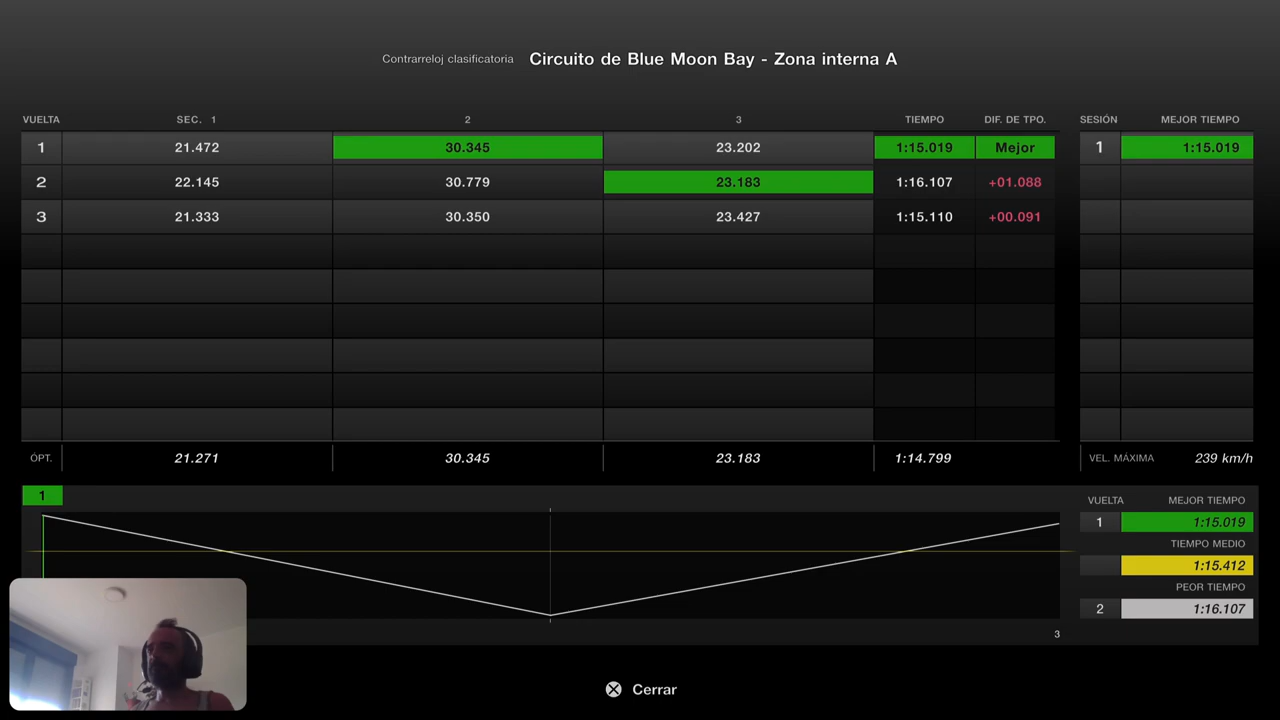 Contrarreloj clasificatoria Circuito de Blue Moon Bay - Zona interna A
VUELTA SEC. 1 2 3 TIEMPO DIF. DE TPO. SESIÓN MEJOR TIEMPO
1 21.472 30.345 23.202 1:15.019 Mejor 1 1:15.019
2 22.145 30.779 23.183 1:16.107 +01.088
3 21.333 30.350 23.427 1:15.110 +00.091
ÓPT. 21.271 30.345 23.183 1:14.799 VEL. MÁXIMA 239 km/h
1
VUELTA MEJOR TIEMPO
1 1:15.019
TIEMPO MEDIO
1:15.412
PEOR TIEMPO
2 1:16.107
3
Cerrar